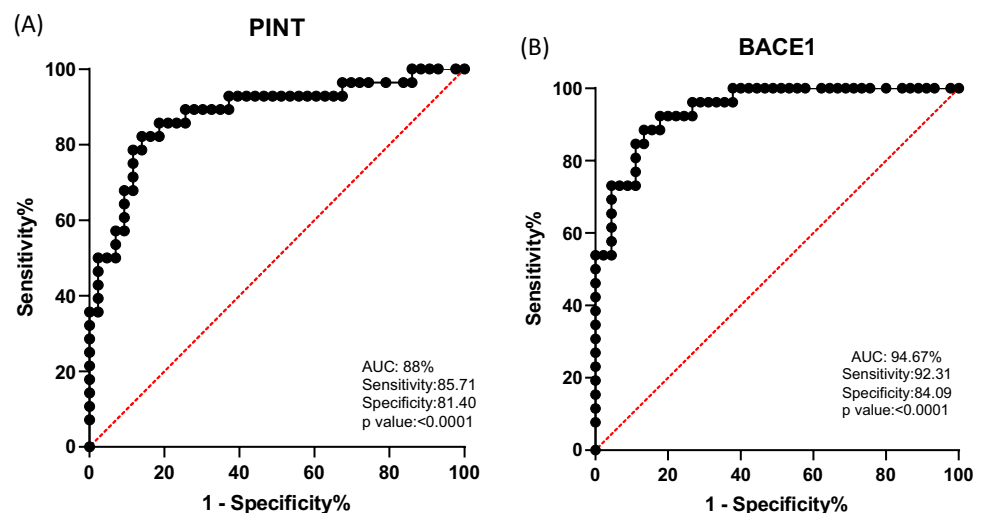 (A)
PINT
100
80
60
40
20
0
Sensitivity%
AUC: 88%
Sensitivity:85.71
Specificity:81.40
p value:<0.0001
0 20 40 60 80 100
1 - Specificity%
(B)
BACE1
100
80
60
40
20
0
Sensitivity%
AUC: 94.67%
Sensitivity:92.31
Specificity:84.09
p value:<0.0001
0 20 40 60 80 100
1 - Specificity%